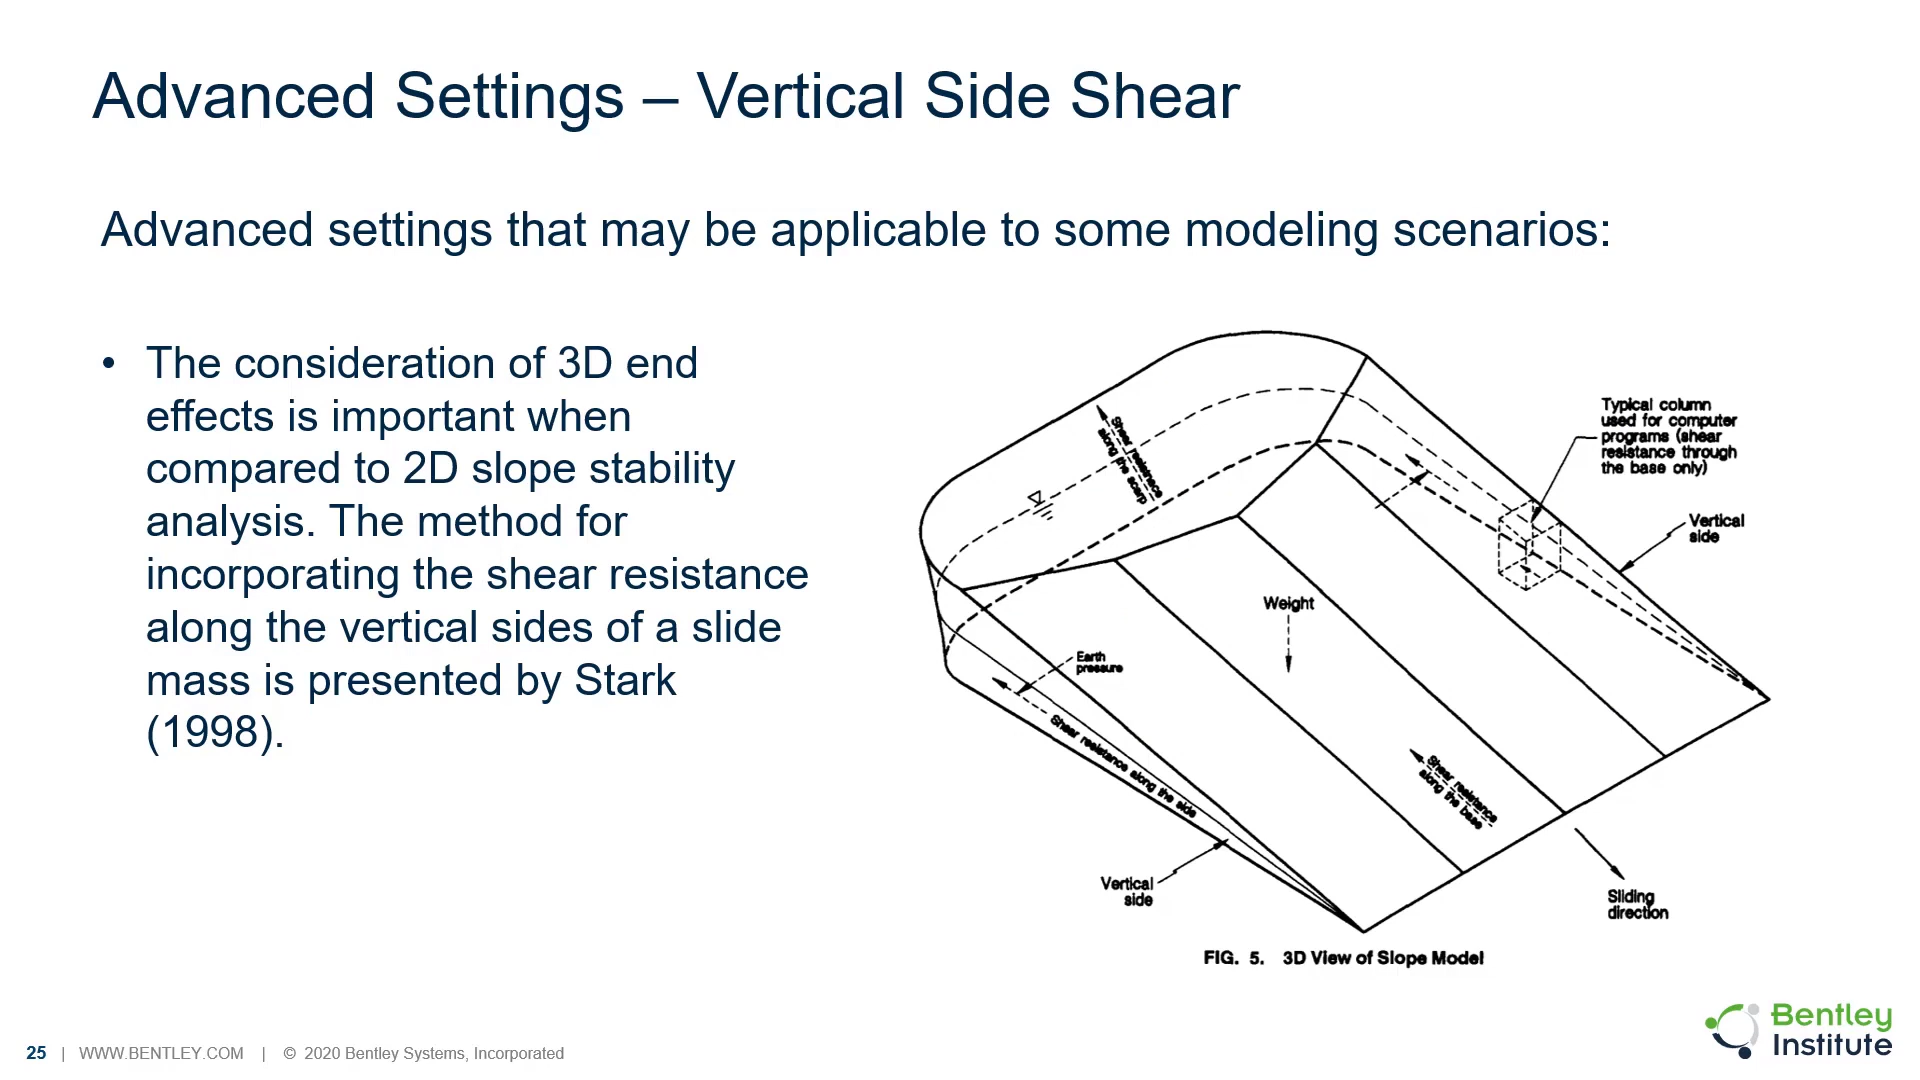 Advanced Settings – Vertical Side Shear
Advanced settings that may be applicable to some modeling scenarios:
• The consideration of 3D end
effects is important when
compared to 2D slope stability
analysis. The method for
incorporating the shear resistance
along the vertical sides of a slide
mass is presented by Stark
(1998).
Shear resistnace
along the scarp
Typical column
used for computer
programs (shear
resistance through
the base only)
Vertical
side
Weight
Earth
pressure
Shear resistance along the side
Shear resistance
along the base
Vertical
side
Sliding
direction
FIG. 5. 3D View of Slope Model
Bentley
Institute
25 | WWW.BENTLEY.COM | © 2020 Bentley Systems, Incorporated